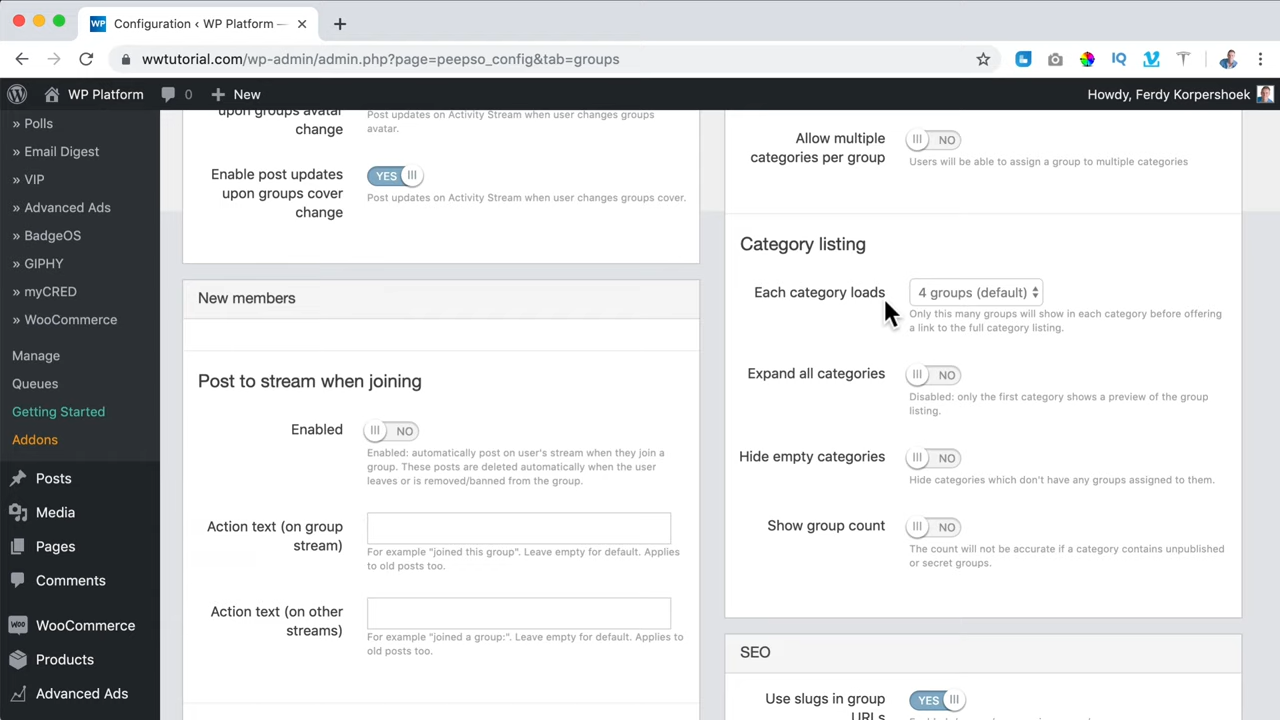 WP
Configuration ‹ WP Platform —
wwtutorial.com/wp-admin/admin.php?page=peepso_config&tab=groups
WP Platform
0
New
Howdy, Ferdy Korpershoek
» Polls
» Email Digest
» VIP
» Advanced Ads
» BadgeOS
» GIPHY
» myCRED
» WooCommerce
Manage
Queues
Getting Started
Addons
Posts
Media
Pages
Comments
WooCommerce
Products
Advanced Ads
upon groups avatar
change
Post updates on Activity Stream when user changes groups
avatar.
Enable post updates
upon groups cover
change
YES
Post updates on Activity Stream when user changes groups cover.
New members
Post to stream when joining
Enabled
NO
Enabled: automatically post on user's stream when they join a
group. These posts are deleted automatically when the user
leaves or is removed/banned from the group.
Action text (on group
stream)
For example "joined this group". Leave empty for default. Applies
to old posts too.
Action text (on other
streams)
For example "joined a group:". Leave empty for default. Applies to
old posts too.
Allow multiple
categories per group
NO
Users will be able to assign a group to multiple categories
Category listing
Each category loads
4 groups (default)
Only this many groups will show in each category before offering
a link to the full category listing.
Expand all categories
NO
Disabled: only the first category shows a preview of the group
listing.
Hide empty categories
NO
Hide categories which don't have any groups assigned to them.
Show group count
NO
The count will not be accurate if a category contains unpublished
or secret groups.
SEO
Use slugs in group
URLs
YES